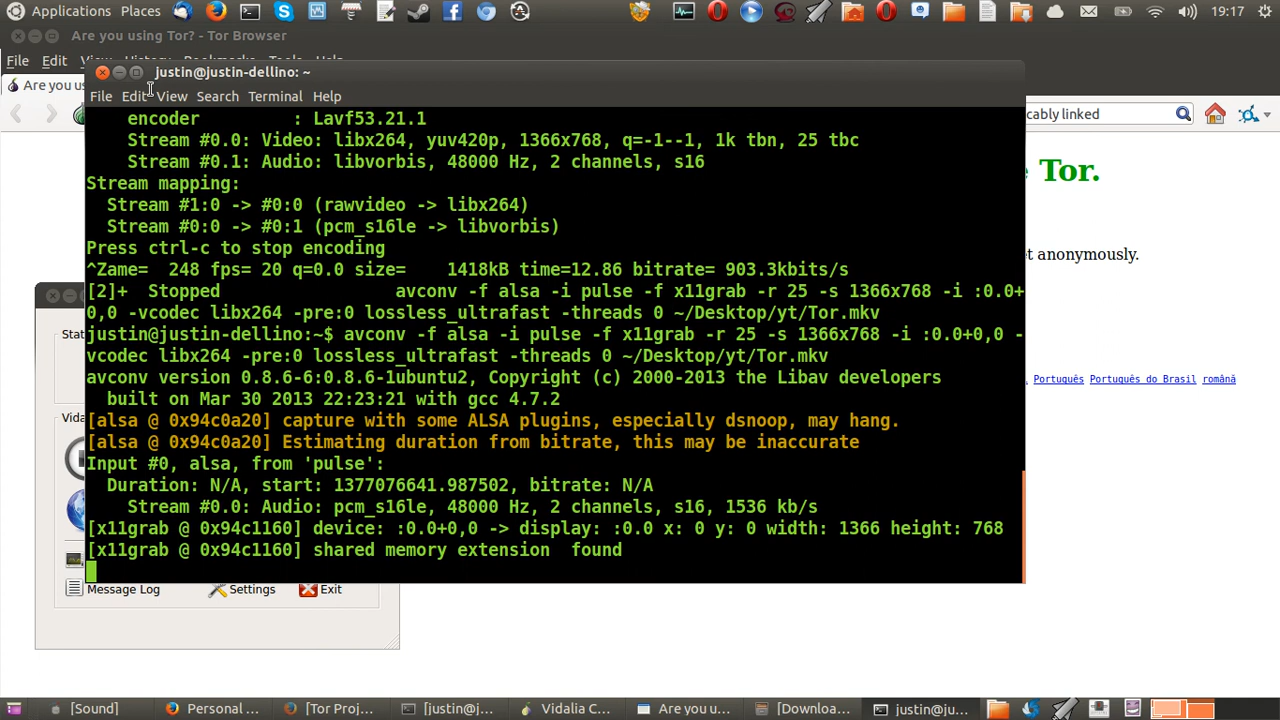 Applications Places 19:17
Are you using Tor? - Tor Browser
File Edit View History Bookmarks Tools Help
justin@justin-dellino: ~
Are you us
File Edit View Search Terminal Help
cably linked
encoder : Lavf53.21.1
Stream #0.0: Video: libx264, yuv420p, 1366x768, q=-1--1, 1k tbn, 25 tbc
Stream #0.1: Audio: libvorbis, 48000 Hz, 2 channels, s16
Stream mapping:
Stream #1:0 -> #0:0 (rawvideo -> libx264)
Stream #0:0 -> #0:1 (pcm_s16le -> libvorbis)
Press ctrl-c to stop encoding
^Zame= 248 fps= 20 q=0.0 size= 1418kB time=12.86 bitrate= 903.3kbits/s
[2]+ Stopped avconv -f alsa -i pulse -f x11grab -r 25 -s 1366x768 -i :0.0+
0,0 -vcodec libx264 -pre:0 lossless_ultrafast -threads 0 ~/Desktop/yt/Tor.mkv
justin@justin-dellino:~$ avconv -f alsa -i pulse -f x11grab -r 25 -s 1366x768 -i :0.0+0,0 -
vcodec libx264 -pre:0 lossless_ultrafast -threads 0 ~/Desktop/yt/Tor.mkv
avconv version 0.8.6-6:0.8.6-1ubuntu2, Copyright (c) 2000-2013 the Libav developers
built on Mar 30 2013 22:23:21 with gcc 4.7.2
[alsa @ 0x94c0a20] capture with some ALSA plugins, especially dsnoop, may hang.
[alsa @ 0x94c0a20] Estimating duration from bitrate, this may be inaccurate
Input #0, alsa, from 'pulse':
Duration: N/A, start: 1377076641.987502, bitrate: N/A
Stream #0.0: Audio: pcm_s16le, 48000 Hz, 2 channels, s16, 1536 kb/s
[x11grab @ 0x94c1160] device: :0.0+0,0 -> display: :0.0 x: 0 y: 0 width: 1366 height: 768
[x11grab @ 0x94c1160] shared memory extension found
Tor.
et anonymously.
Português Português do Brasil română
Stat
Vida
Message Log Settings Exit
[Sound] Personal ... [Tor Proj... [justin@j... Vidalia C... Are you u... [Downloa... justin@ju...